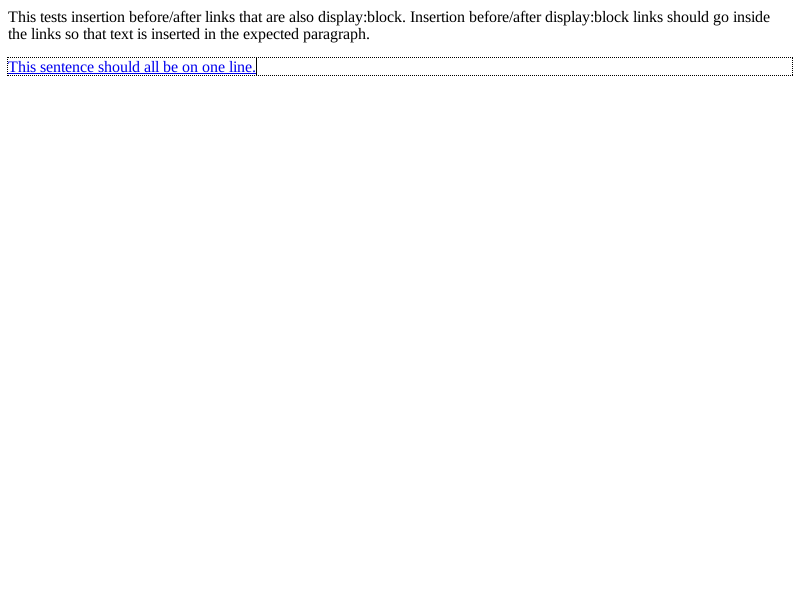 This tests insertion before/after links that are also display:block. Insertion before/after display:block links should go inside
the links so that text is inserted in the expected paragraph.
This sentence should all be on one line.